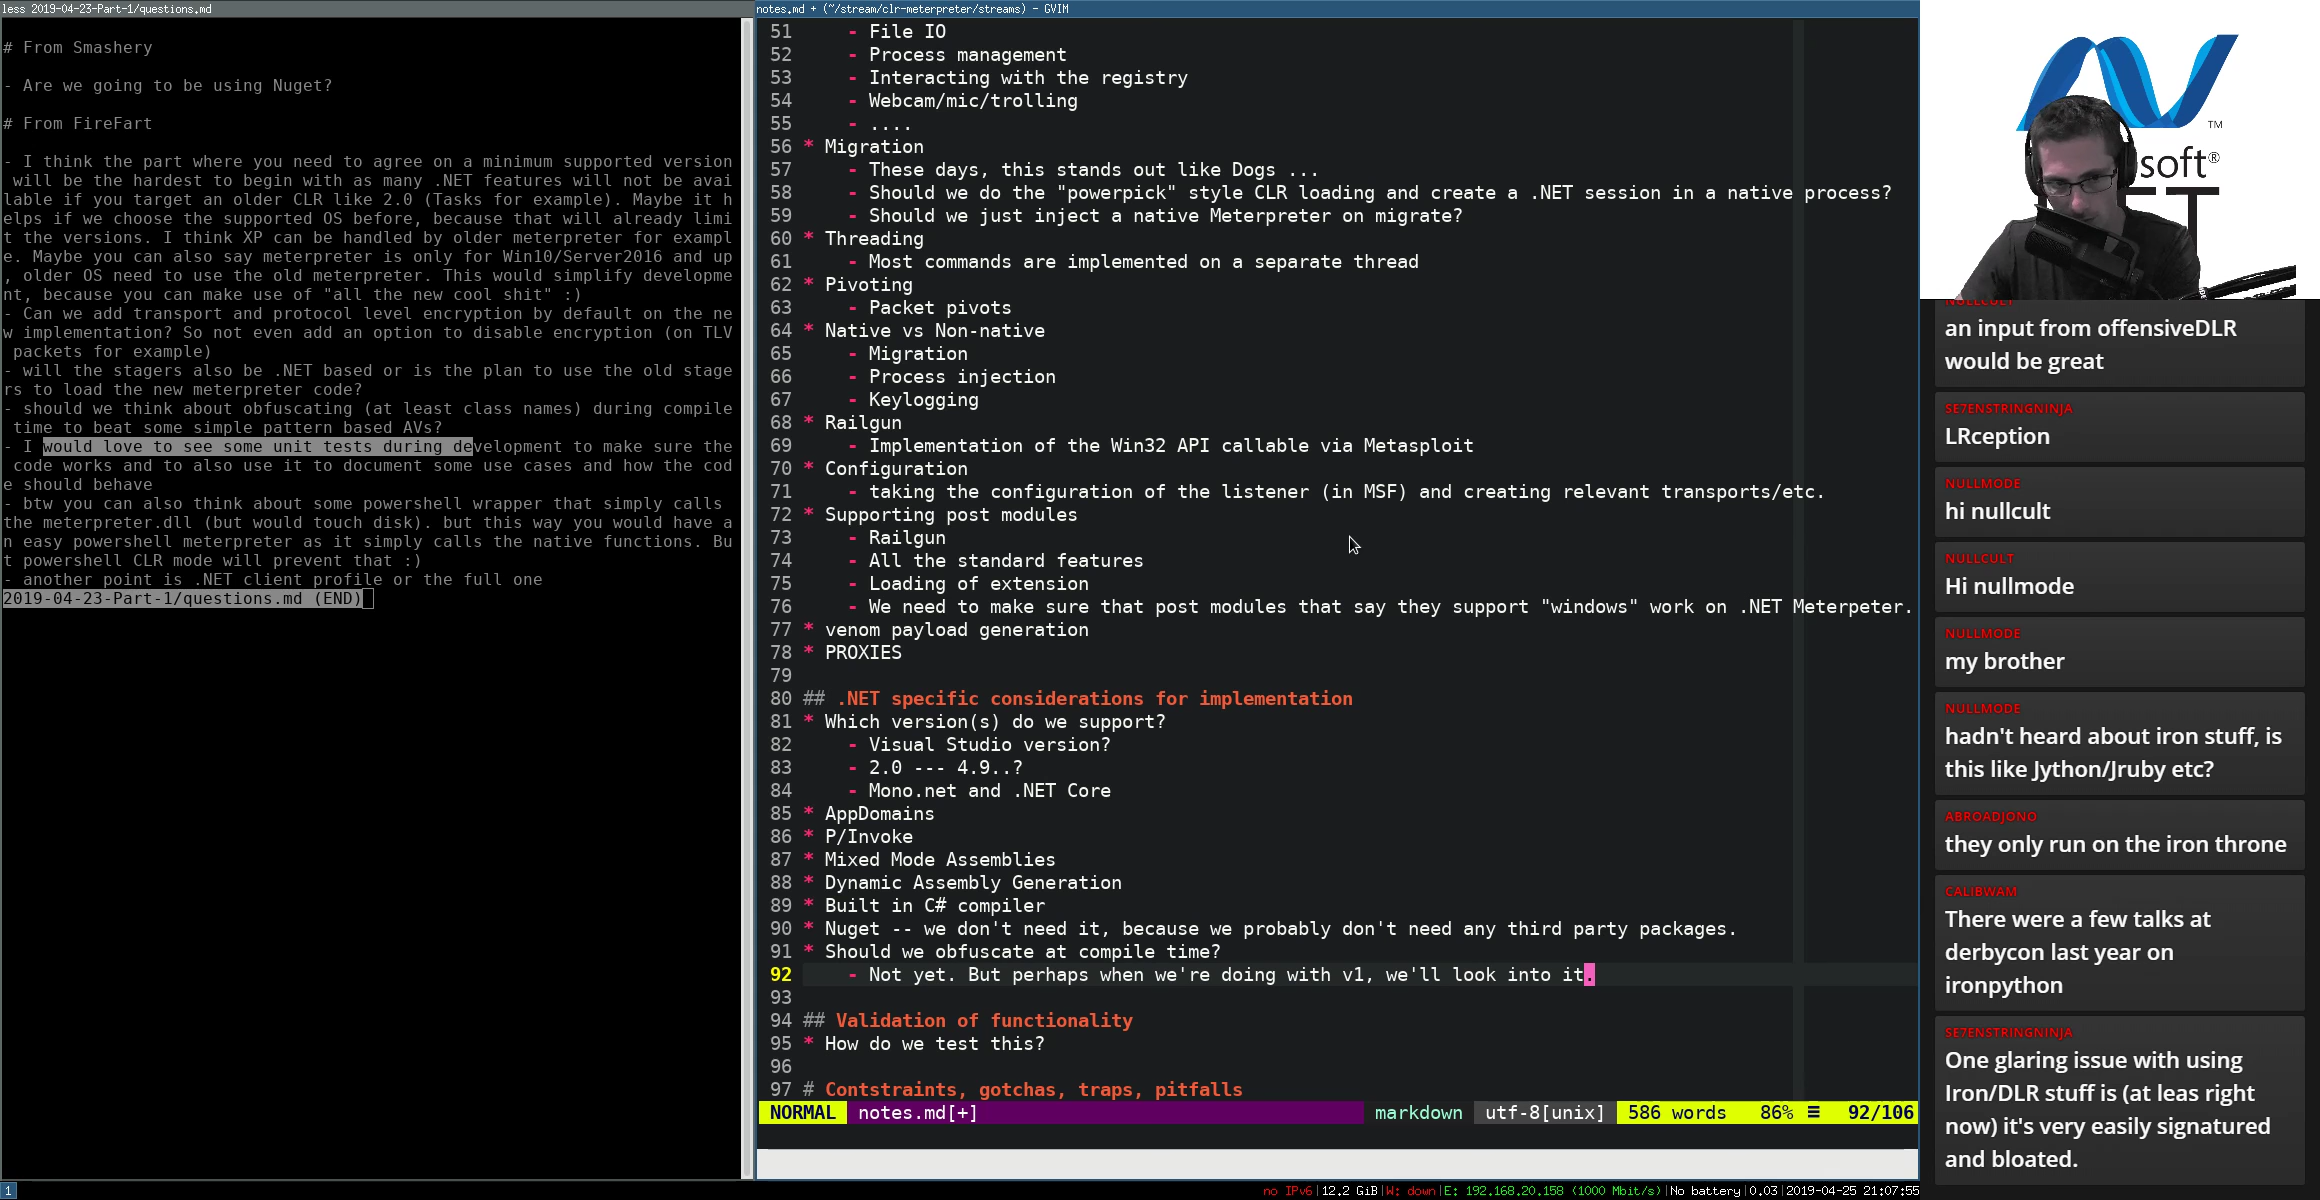 less 2019-04-23-Part-1/questions.md
# From Smashery
- Are we going to be using Nuget?
# From FireFart
- I think the part where you need to agree on a minimum supported version
will be the hardest to begin with as many .NET features will not be avai
lable if you target an older CLR like 2.0 (Tasks for example). Maybe it h
elps if we choose the supported OS before, because that will already limi
t the versions. I think XP can be handled by older meterpreter for exampl
e. Maybe you can also say meterpreter is only for Win10/Server2016 and up
, older OS need to use the old meterpreter. This would simplify developme
nt, because you can make use of "all the new cool shit" :)
- Can we add transport and protocol level encryption by default on the ne
w implementation? So not even add an option to disable encryption (on TLV
packets for example)
- will the stagers also be .NET based or is the plan to use the old stage
rs to load the new meterpreter code?
- should we think about obfuscating (at least class names) during compile
time to beat some simple pattern based AVs?
- I would love to see some unit tests during development to make sure the
code works and to also use it to document some use cases and how the cod
e should behave
- btw you can also think about some powershell wrapper that simply calls
the meterpreter.dll (but would touch disk). but this way you would have a
n easy powershell meterpreter as it simply calls the native functions. Bu
t powershell CLR mode will prevent that :)
- another point is .NET client profile or the full one
2019-04-23-Part-1/questions.md (END)
notes.md + (~/stream/clr-meterpreter/streams) - GVIM
51 - File IO
52 - Process management
53 - Interacting with the registry
54 - Webcam/mic/trolling
55 - ....
56 * Migration
57 - These days, this stands out like Dogs ...
58 - Should we do the "powerpick" style CLR loading and create a .NET session in a native process?
59 - Should we just inject a native Meterpreter on migrate?
60 * Threading
61 - Most commands are implemented on a separate thread
62 * Pivoting
63 - Packet pivots
64 * Native vs Non-native
65 - Migration
66 - Process injection
67 - Keylogging
68 * Railgun
69 - Implementation of the Win32 API callable via Metasploit
70 * Configuration
71 - taking the configuration of the listener (in MSF) and creating relevant transports/etc.
72 * Supporting post modules
73 - Railgun
74 - All the standard features
75 - Loading of extension
76 - We need to make sure that post modules that say they support "windows" work on .NET Meterpeter.
77 * venom payload generation
78 * PROXIES
79
80 ## .NET specific considerations for implementation
81 * Which version(s) do we support?
82 - Visual Studio version?
83 - 2.0 --- 4.9..?
84 - Mono.net and .NET Core
85 * AppDomains
86 * P/Invoke
87 * Mixed Mode Assemblies
88 * Dynamic Assembly Generation
89 * Built in C# compiler
90 * Nuget -- we don't need it, because we probably don't need any third party packages.
91 * Should we obfuscate at compile time?
92 - Not yet. But perhaps when we're doing with v1, we'll look into it.
93
94 ## Validation of functionality
95 * How do we test this?
96
97 # Contstraints, gotchas, traps, pitfalls
NORMAL notes.md[+] markdown utf-8[unix] 586 words 86% ≡ 92/106
TM
soft®
NULLCULT
an input from offensiveDLR
would be great
SE7ENSTRINGNINJA
LRception
NULLMODE
hi nullcult
NULLCULT
Hi nullmode
NULLMODE
my brother
NULLMODE
hadn't heard about iron stuff, is
this like Jython/Jruby etc?
ABROADJONO
they only run on the iron throne
CALIBWAM
There were a few talks at
derbycon last year on
ironpython
SE7ENSTRINGNINJA
One glaring issue with using
Iron/DLR stuff is (at leas right
now) it's very easily signatured
and bloated.
1
no IPv6|12.2 GiB|W: down|E: 192.168.20.158 (1000 Mbit/s)|No battery|0.03|2019-04-25 21:07:55